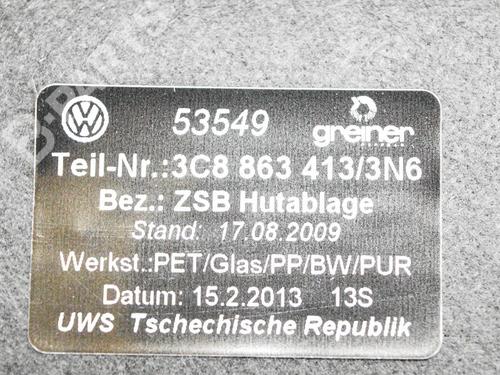 53549 greiner
Teil-Nr.:3C8 863 413/3N6
Bez.: ZSB Hutablage
Stand: 17.08.2009
Werkst.:PET/Glas/PP/BW/PUR
Datum: 15.2.2013 13S
UWS Tschechische Republik